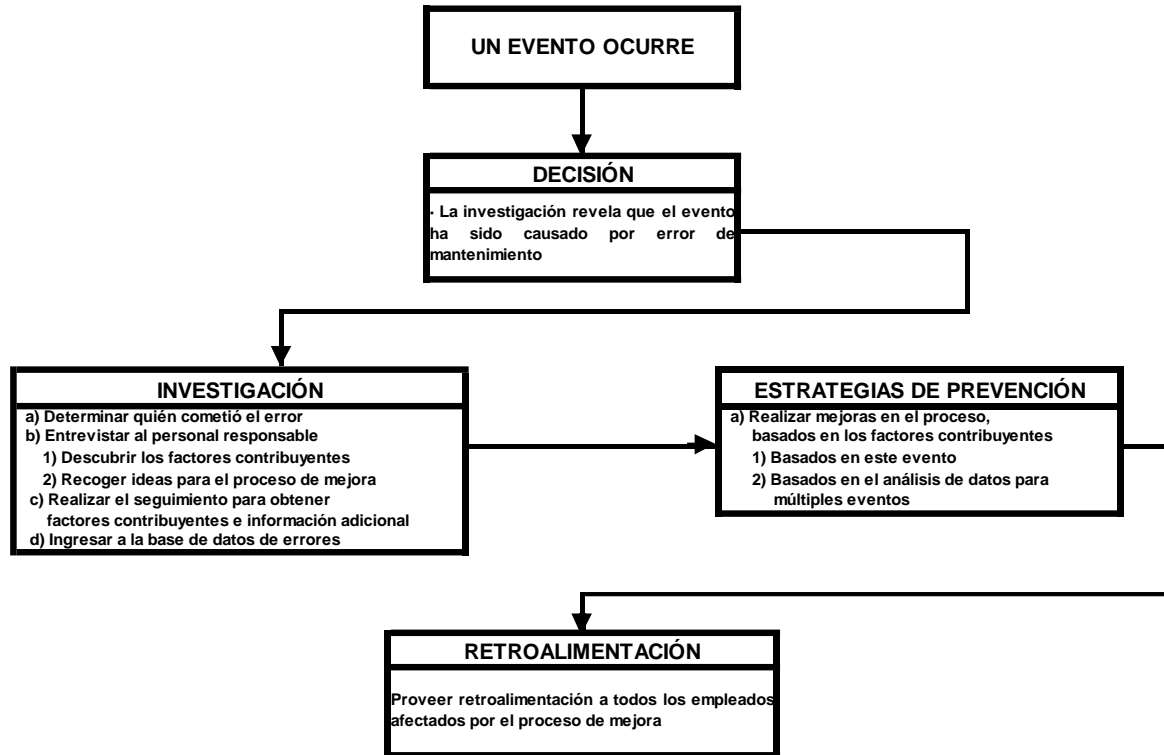 UN EVENTO OCURRE
DECISIÓN
· La investigación revela que el evento
ha sido causado por error de
mantenimiento
INVESTIGACIÓN
a) Determinar quién cometió el error
b) Entrevistar al personal responsable
1) Descubrir los factores contribuyentes
2) Recoger ideas para el proceso de mejora
c) Realizar el seguimiento para obtener
factores contribuyentes e información adicional
d) Ingresar a la base de datos de errores
ESTRATEGIAS DE PREVENCIÓN
a) Realizar mejoras en el proceso,
basados en los factores contribuyentes
1) Basados en este evento
2) Basados en el análisis de datos para
múltiples eventos
RETROALIMENTACIÓN
Proveer retroalimentación a todos los empleados
afectados por el proceso de mejora